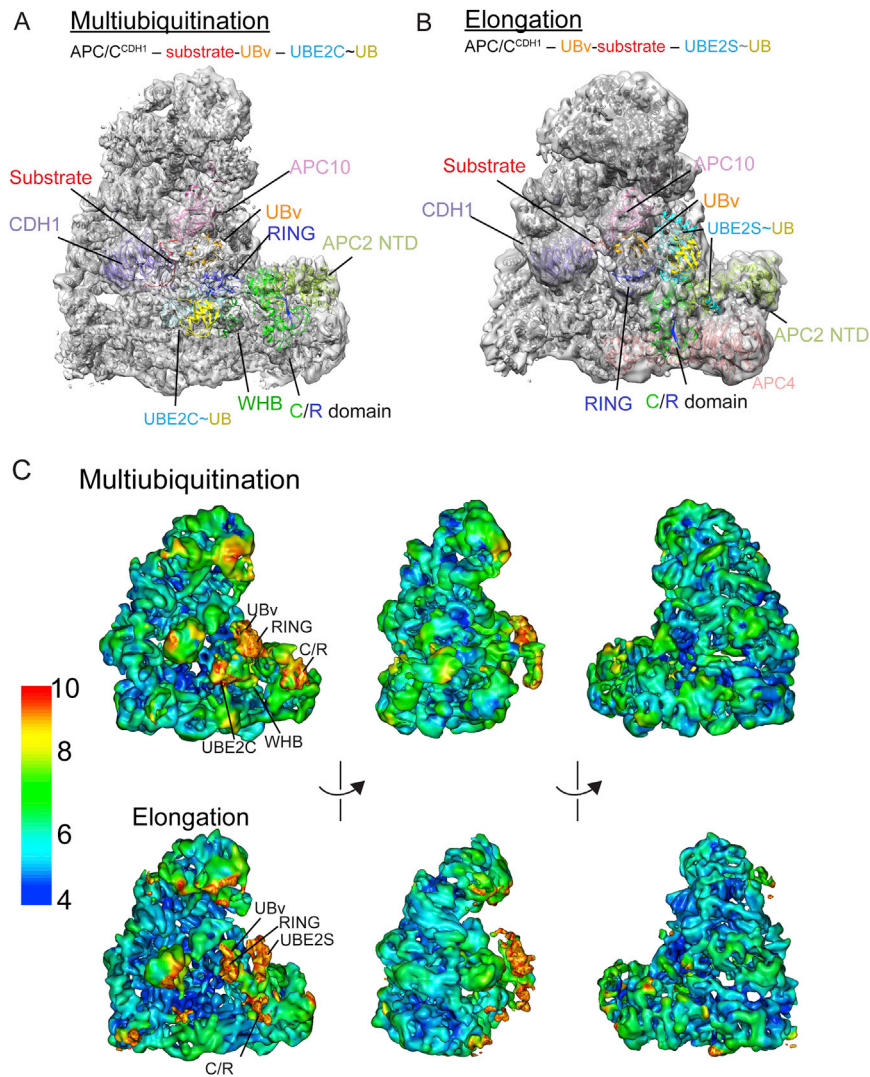 A
Multiubiquitination
APC/C^CDH1 – substrate-UBv – UBE2C~UB
Substrate
CDH1
APC10
UBv
RING
APC2 NTD
UBE2C~UB
WHB
C/R domain
B
Elongation
APC/C^CDH1 – UBv-substrate – UBE2S~UB
Substrate
CDH1
APC10
UBv
UBE2S~UB
APC2 NTD
APC4
RING
C/R domain
C
Multiubiquitination
UBv
RING
C/R
UBE2C
WHB
10
8
6
4
Elongation
UBv
RING
UBE2S
C/R